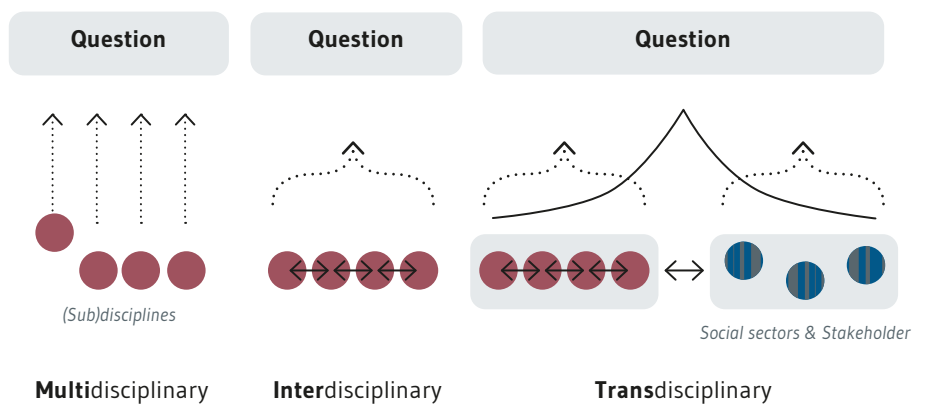 Question
Question
Question
(Sub)disciplines
Social sectors & Stakeholder
Multidisciplinary
Interdisciplinary
Transdisciplinary